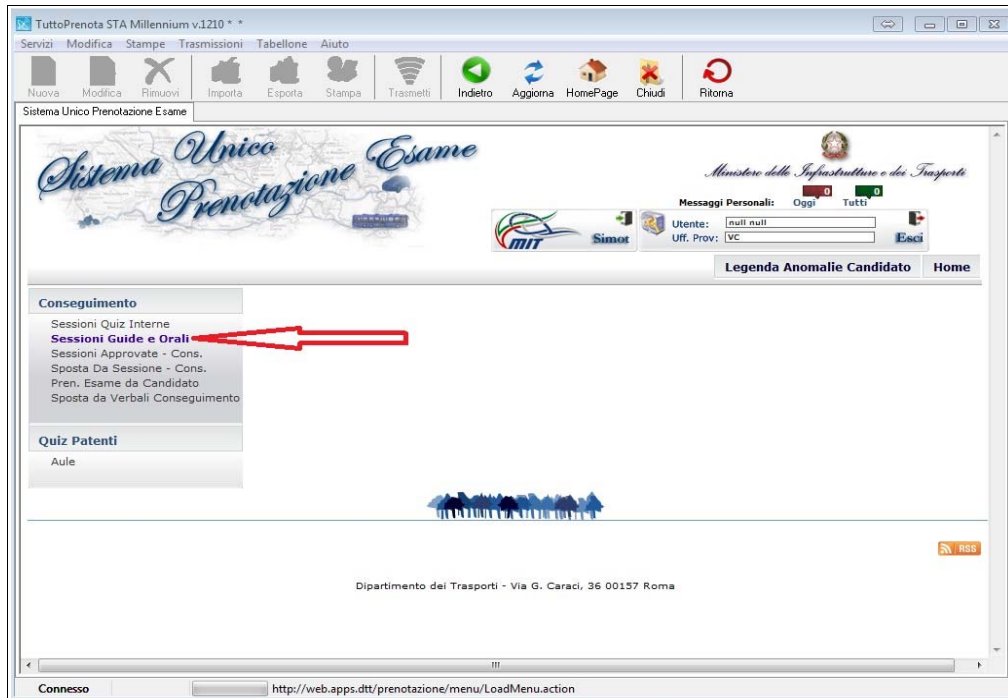 TuttoPrenota STA Millennium v.1210 * *
Servizi Modifica Stampe Trasmissioni Tabellone Aiuto
Nuova Modifica Rimuovi Importa Esporta Stampa Trasmetti Indietro Aggiorna HomePage Chiudi Ritorna
Sistema Unico Prenotazione Esame
Sistema Unico Prenotazione Esame
Ministero delle Infrastrutture e dei Trasporti
0 0
Messaggi Personali: Oggi Tutti
MIT Simot
Utente: null null
Uff. Prov: VC
Esci
Legenda Anomalie Candidato Home
Conseguimento
Sessioni Quiz Interne
Sessioni Guide e Orali
Sessioni Approvate - Cons.
Sposta Da Sessione - Cons.
Pren. Esame da Candidato
Sposta da Verbali Conseguimento
Quiz Patenti
Aule
RSS
Dipartimento dei Trasporti - Via G. Caraci, 36 00157 Roma
Connesso http://web.apps.dtt/prenotazione/menu/LoadMenu.action